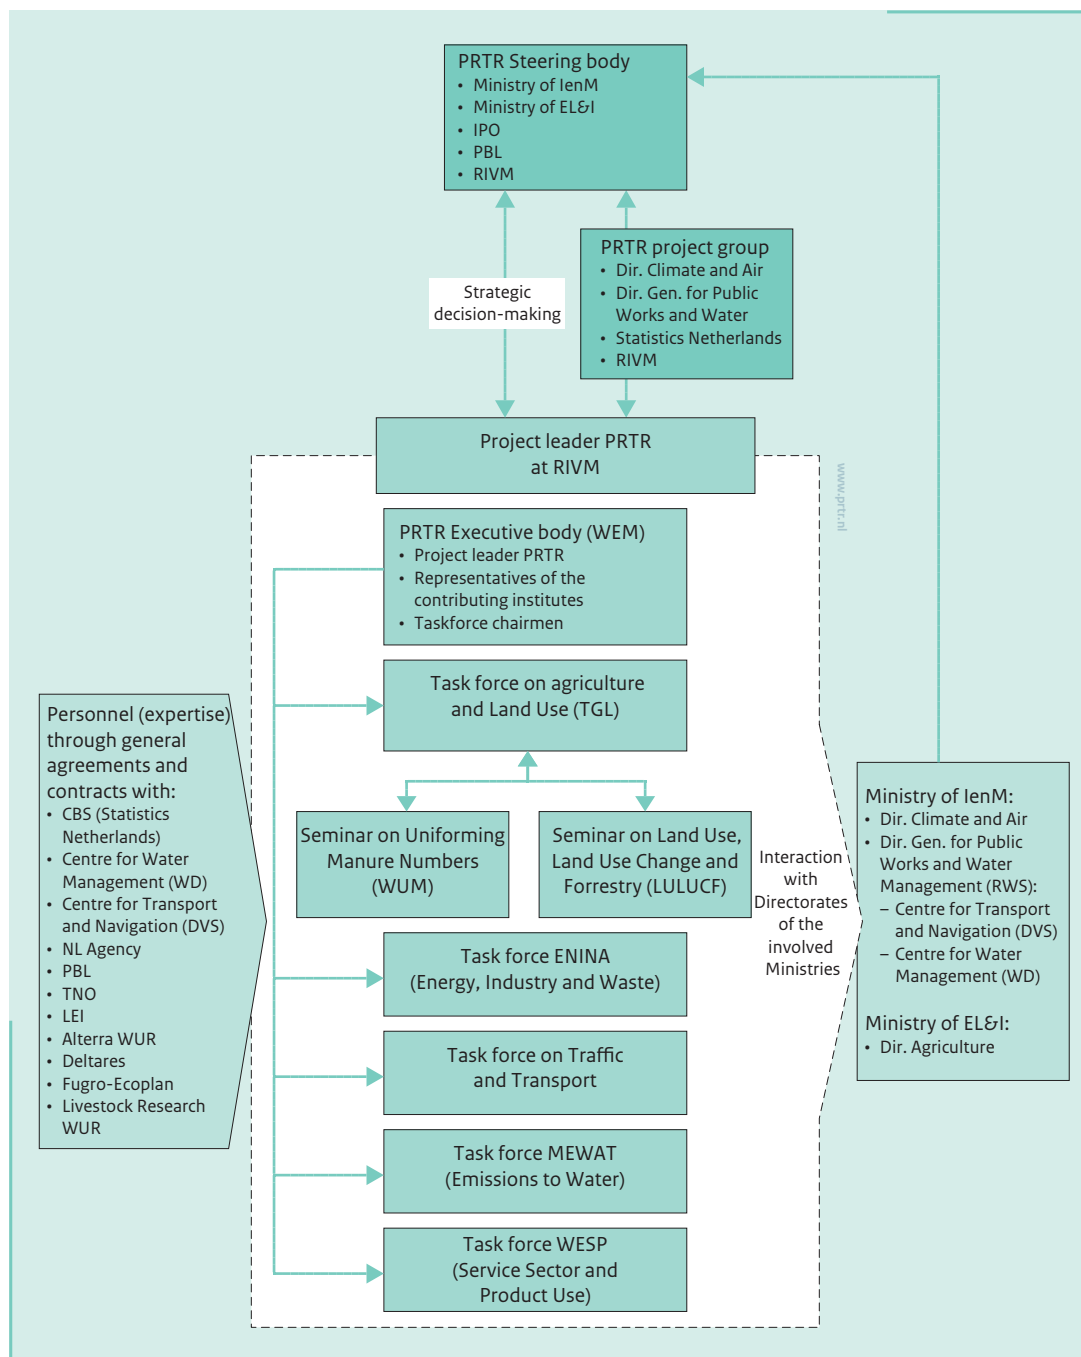 PRTR Steering body
• Ministry of IenM
• Ministry of EL&I
• IPO
• PBL
• RIVM
PRTR project group
• Dir. Climate and Air
• Dir. Gen. for Public
Works and Water
• Statistics Netherlands
• RIVM
Strategic
decision-making
Project leader PRTR
at RIVM
www.prtr.nl
PRTR Executive body (WEM)
• Project leader PRTR
• Representatives of the
contributing institutes
• Taskforce chairmen
Task force on agriculture
and Land Use (TGL)
Personnel (expertise)
through general
agreements and
contracts with:
• CBS (Statistics
Netherlands)
• Centre for Water
Management (WD)
• Centre for Transport
and Navigation (DVS)
• NL Agency
• PBL
• TNO
• LEI
• Alterra WUR
• Deltares
• Fugro-Ecoplan
• Livestock Research
WUR
Seminar on Uniforming
Manure Numbers
(WUM)
Seminar on Land Use,
Land Use Change and
Forrestry (LULUCF)
Interaction
with
Directorates
of the
involved
Ministries
Ministry of IenM:
• Dir. Climate and Air
• Dir. Gen. for Public
Works and Water
Management (RWS):
– Centre for Transport
and Navigation (DVS)
– Centre for Water
Management (WD)
Ministry of EL&I:
• Dir. Agriculture
Task force ENINA
(Energy, Industry and Waste)
Task force on Traffic
and Transport
Task force MEWAT
(Emissions to Water)
Task force WESP
(Service Sector and
Product Use)